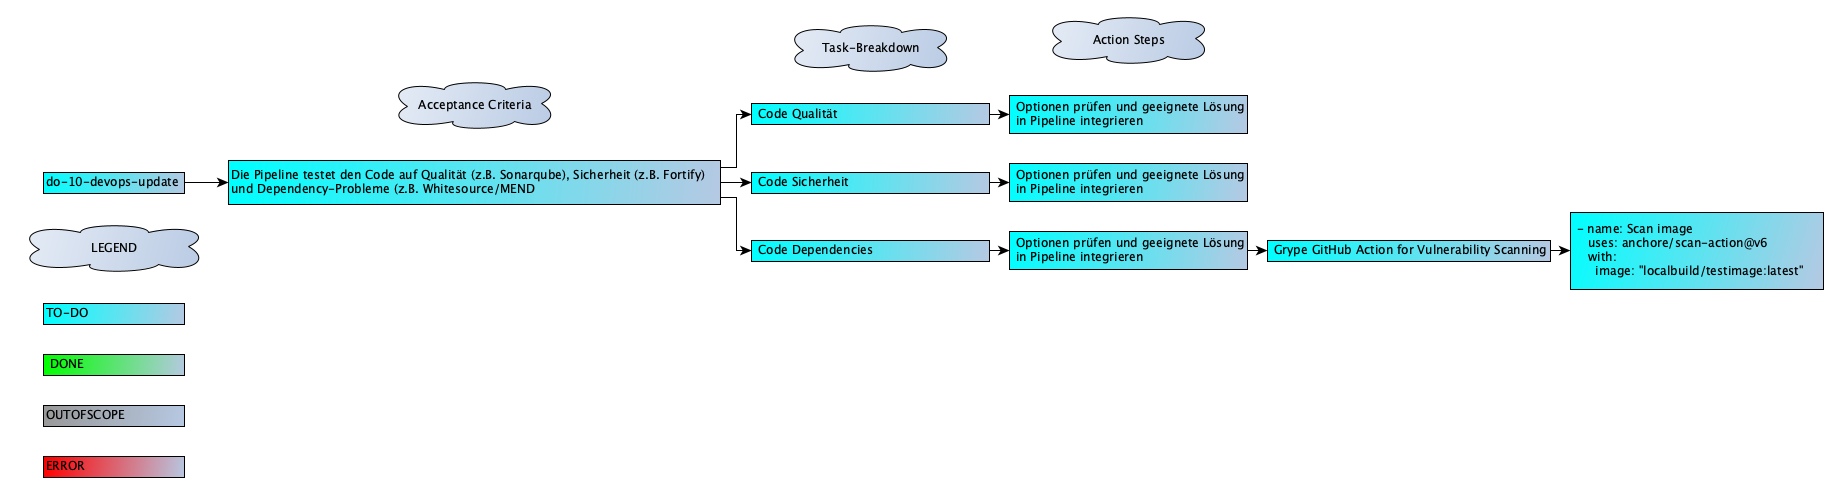 Task-Breakdown
Action Steps
Acceptance Criteria
do-10-devops-update
Die Pipeline testet den Code auf Qualität (z.B. Sonarqube), Sicherheit (z.B. Fortify)
und Dependency-Probleme (z.B. Whitesource/MEND
Code Qualität
Optionen prüfen und geeignete Lösung
in Pipeline integrieren
Code Sicherheit
Optionen prüfen und geeignete Lösung
in Pipeline integrieren
Code Dependencies
Optionen prüfen und geeignete Lösung
in Pipeline integrieren
Grype GitHub Action for Vulnerability Scanning
- name: Scan image
uses: anchore/scan-action@v6
with:
image: "localbuild/testimage:latest"
LEGEND
TO-DO
DONE
OUTOFSCOPE
ERROR